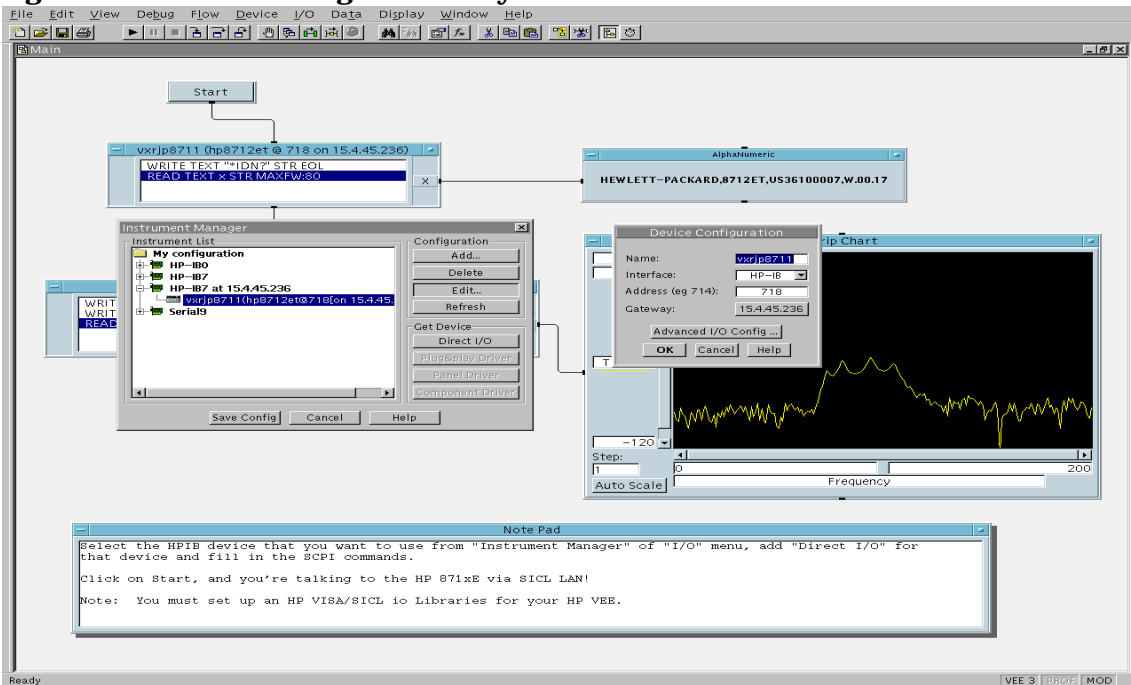 File Edit View Debug Flow Device I/O Data Display Window Help
Main
Start
vxrjp8711 (hp8712et @ 718 on 15.4.45.236)
WRITE TEXT "*IDN?" STR EOL
READ TEXT x STR MAXFW:80
X
AlphaNumeric
HEWLETT-PACKARD,8712ET,US36100007,W.00.17
Instrument Manager
Instrument List
My configuration
HP-IB0
HP-IB7
HP-IB7 at 15.4.45.236
vxrjp8711(hp8712et@718[on 15.4.45.
Serial9
Configuration
Add...
Delete
Edit...
Refresh
Get Device
Direct I/O
Plug&play Driver
Panel Driver
Component Driver
Save Config Cancel Help
WRIT
WRIT
READ
Device Configuration
Name: vxrjp8711
Interface: HP-IB
Address (eg 714): 718
Gateway: 15.4.45.236
Advanced I/O Config ...
OK Cancel Help
rip Chart
T
-120
Step:
1
Auto Scale
0 200
Frequency
Note Pad
Select the HPIB device that you want to use from "Instrument Manager" of "I/O" menu, add "Direct I/O" for
that device and fill in the SCPI commands.
Click on Start, and you're talking to the HP 871xE via SICL LAN!
Note: You must set up an HP VISA/SICL io Libraries for your HP VEE.
Ready VEE 3 PROF MOD